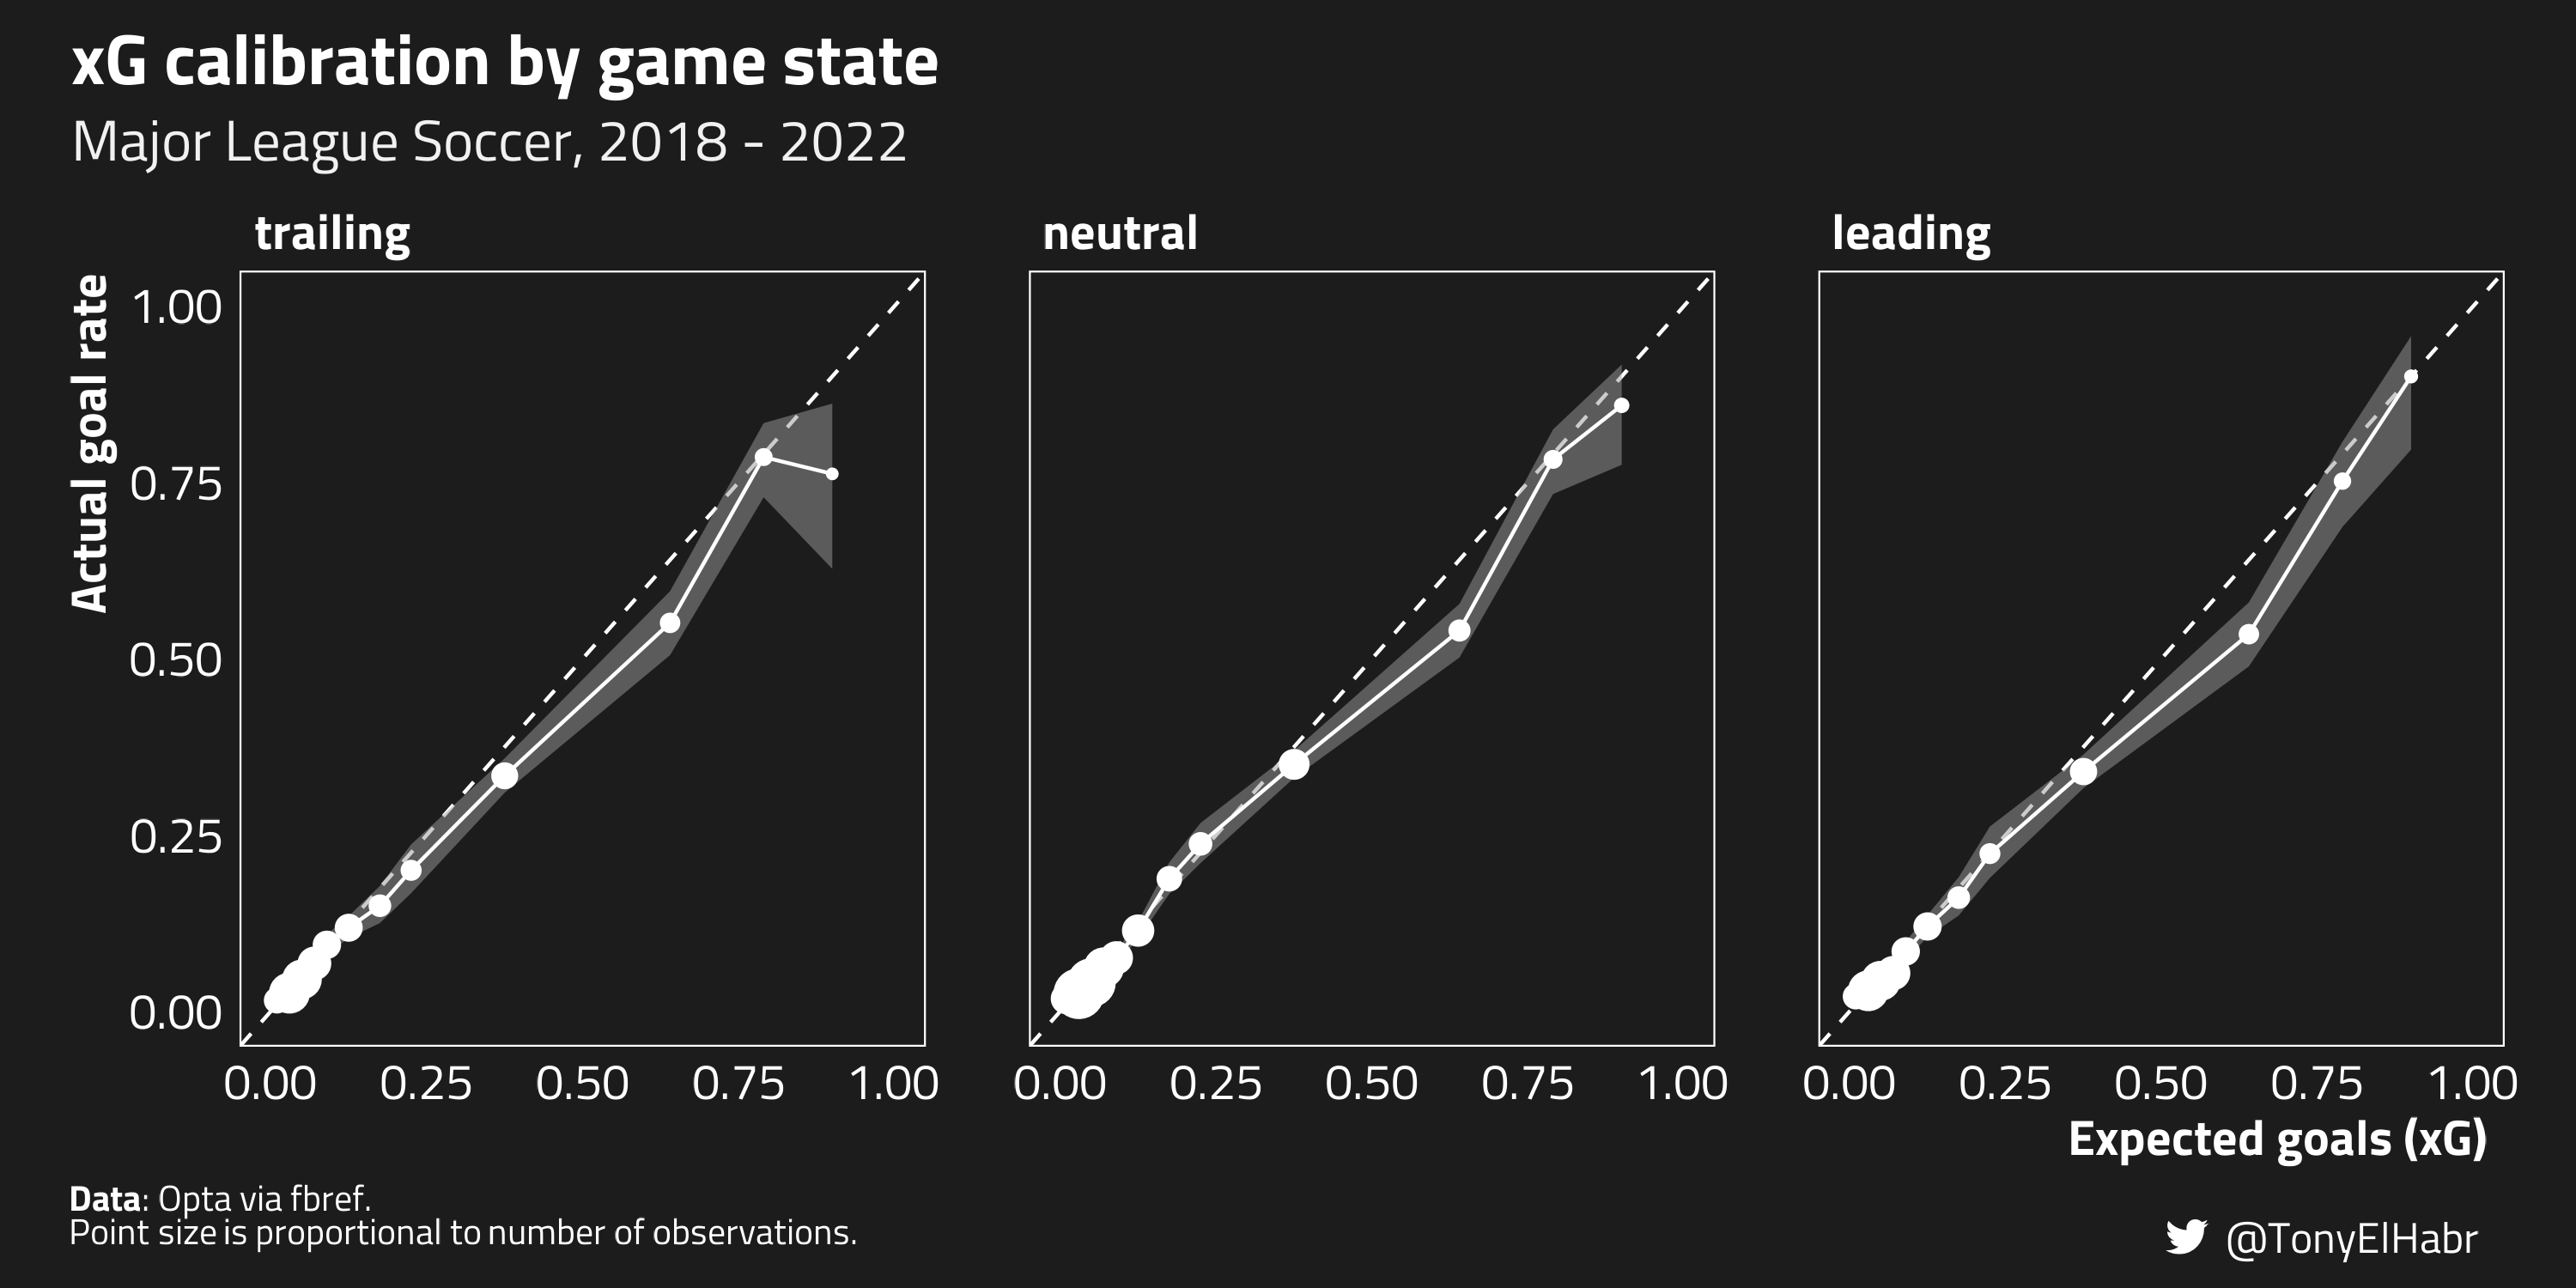 xG calibration by game state
Major League Soccer, 2018 - 2022
trailing
neutral
leading
Actual goal rate
1.00
0.75
0.50
0.25
0.00
0.00 0.25 0.50 0.75 1.00
0.00 0.25 0.50 0.75 1.00
0.00 0.25 0.50 0.75 1.00
Expected goals (xG)
Data: Opta via fbref.
Point size is proportional to number of observations.
@TonyElHabr